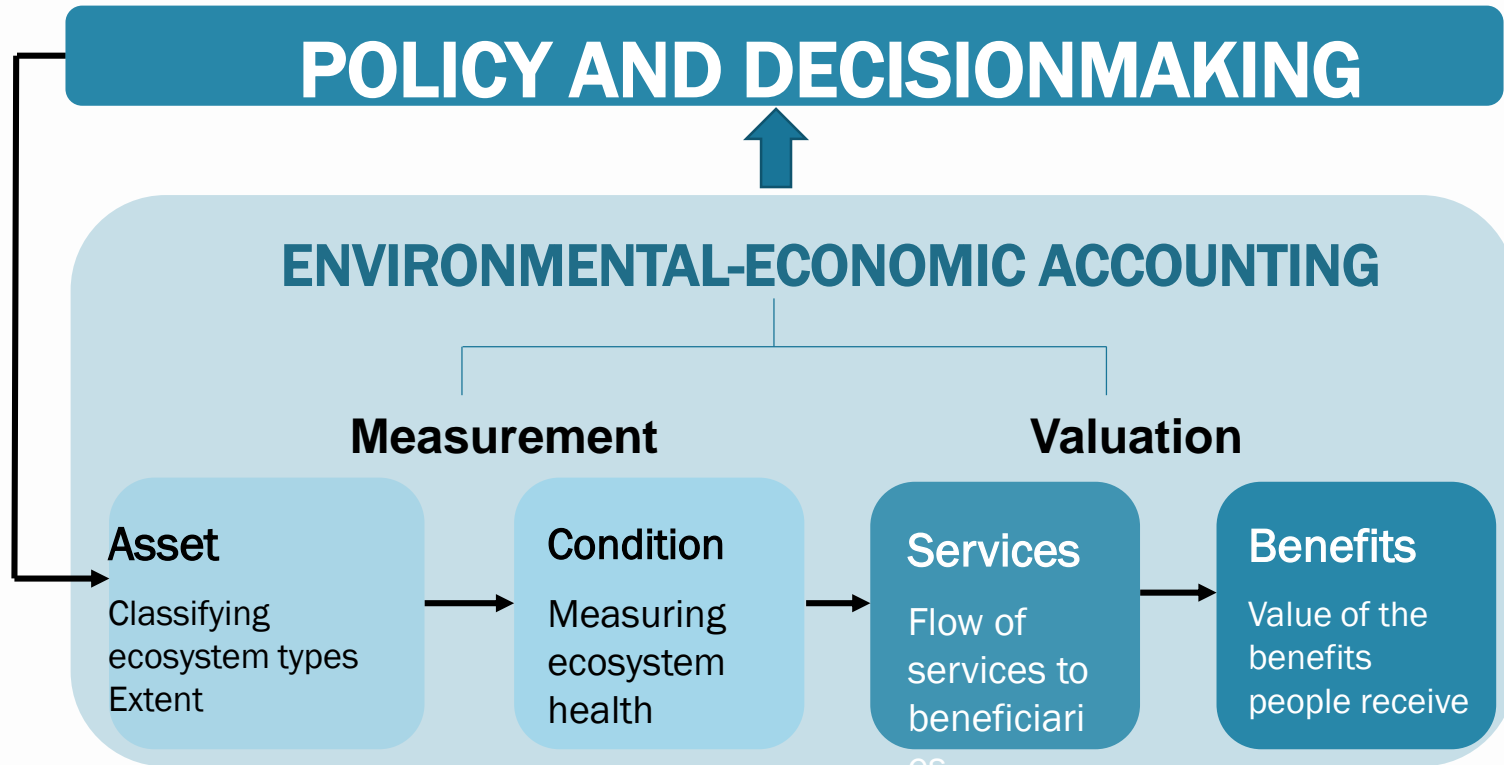 POLICY AND DECISIONMAKING
ENVIRONMENTAL-ECONOMIC ACCOUNTING
Measurement
Valuation
Asset
Classifying
ecosystem types
Extent
Condition
Measuring
ecosystem
health
Services
Flow of
services to
beneficiari
es
Benefits
Value of the
benefits
people receive